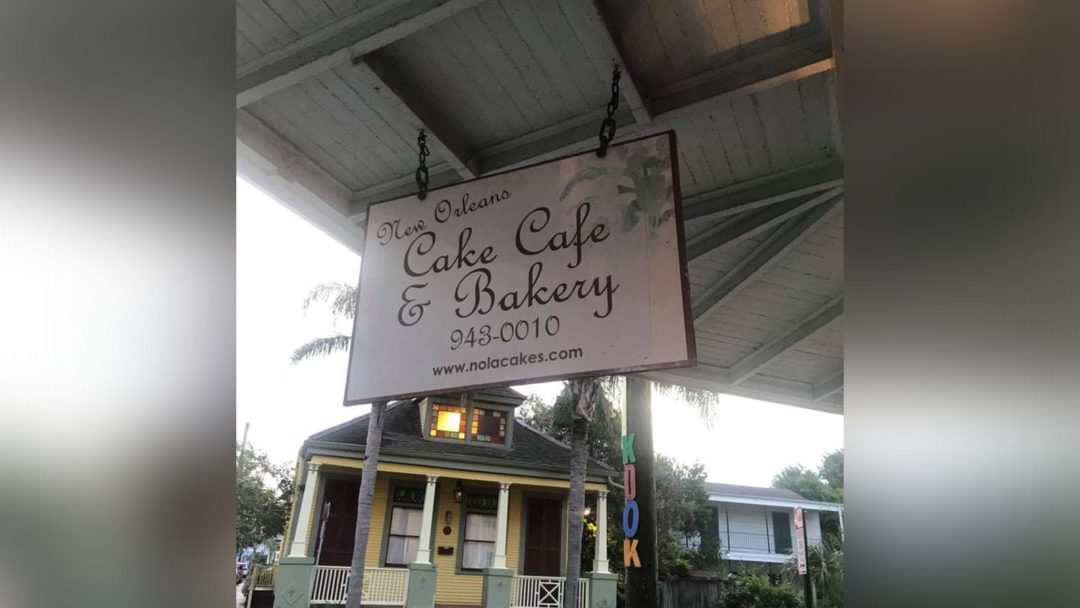 New Orleans
Cake Cafe
& Bakery
943-0010
www.nolacakes.com
KOOK